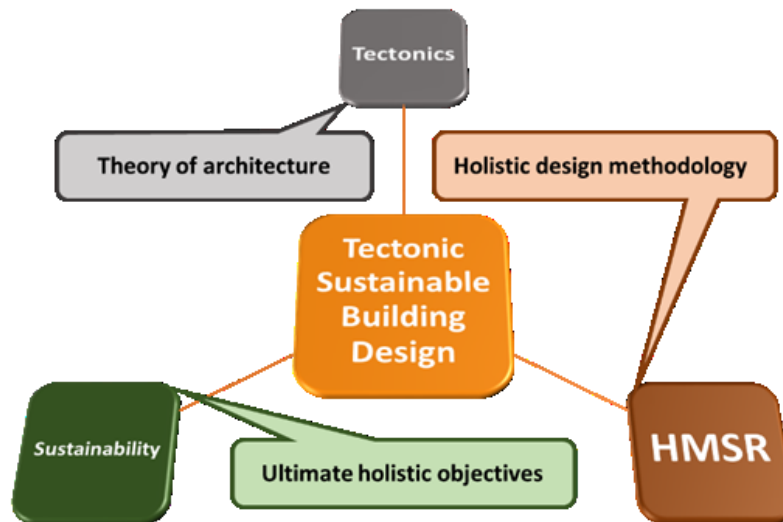 Tectonics
Theory of architecture
Holistic design methodology
Tectonic
Sustainable
Building
Design
Sustainability
HMSR
Ultimate holistic objectives